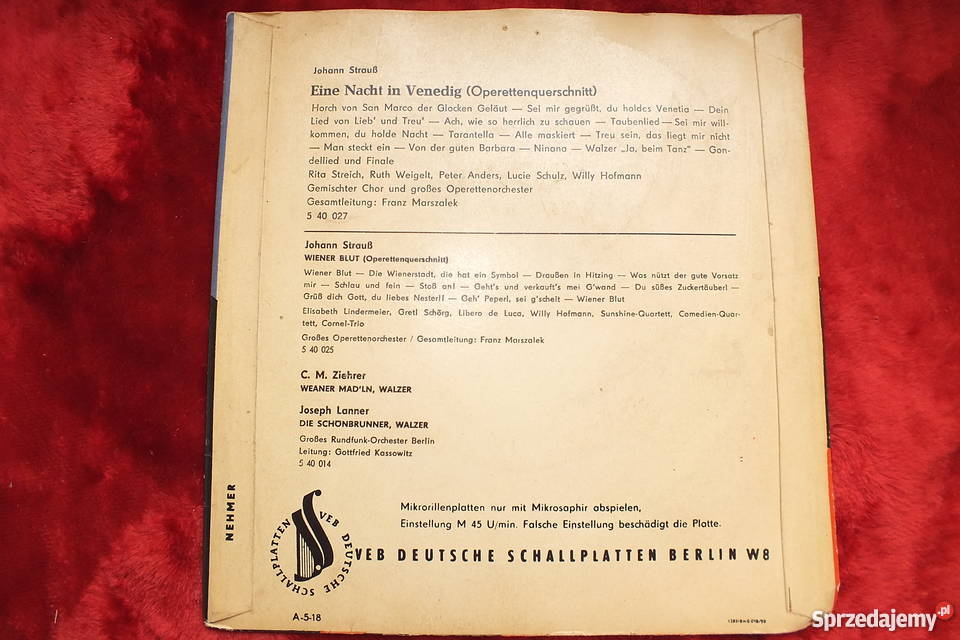 Johann Strauß
Eine Nacht in Venedig (Operettenquerschnitt)
Horch von San Marco der Glocken Geläut — Sei mir gegrüßt, du holdes Venetia — Dein
Lied von Lieb' und Treu' — Ach, wie so herrlich zu schauen — Taubenlied — Sei mir will-
kommen, du holde Nacht — Tarantella — Alle maskiert — Treu sein, das liegt mir nicht
— Man steckt ein — Von der guten Barbara — Ninana — Walzer „Ja, beim Tanz" — Gon-
dellied und Finale
Rita Streich, Ruth Weigelt, Peter Anders, Lucie Schulz, Willy Hofmann
Gemischter Chor und großes Operettenorchester
Gesamtleitung: Franz Marszalek
5 40 027
Johann Strauß
WIENER BLUT (Operettenquerschnitt)
Wiener Blut — Die Wienerstadt, die hat ein Symbol — Draußen in Hitzing — Was nützt der gute Vorsatz
mir — Schlau und fein — Stoß an! — Geht's und verkauft's mei G'wand — Du süßes Zuckertäuberl —
Grüß dich Gott, du liebes Nesterl! — Geh' Peperl, sei g'scheit — Wiener Blut
Elisabeth Lindermeier, Gretl Schörg, Libero de Luca, Willy Hofmann, Sunshine-Quartett, Comedien-Quar-
tett, Cornel-Trio
Großes Operettenorchester / Gesamtleitung: Franz Marszalek
5 40 025
C. M. Ziehrer
WEANER MAD'LN, WALZER
Joseph Lanner
DIE SCHÖNBRUNNER, WALZER
Großes Rundfunk-Orchester Berlin
Leitung: Gottfried Kassowitz
5 40 014
NEHMER
VEB DEUTSCHE SCHALLPLATTEN
Mikrorillenplatten nur mit Mikrosaphir abspielen,
Einstellung M 45 U/min. Falsche Einstellung beschädigt die Platte.
VEB DEUTSCHE SCHALLPLATTEN BERLIN W8
A-5-18
Sprzedajemy.pl